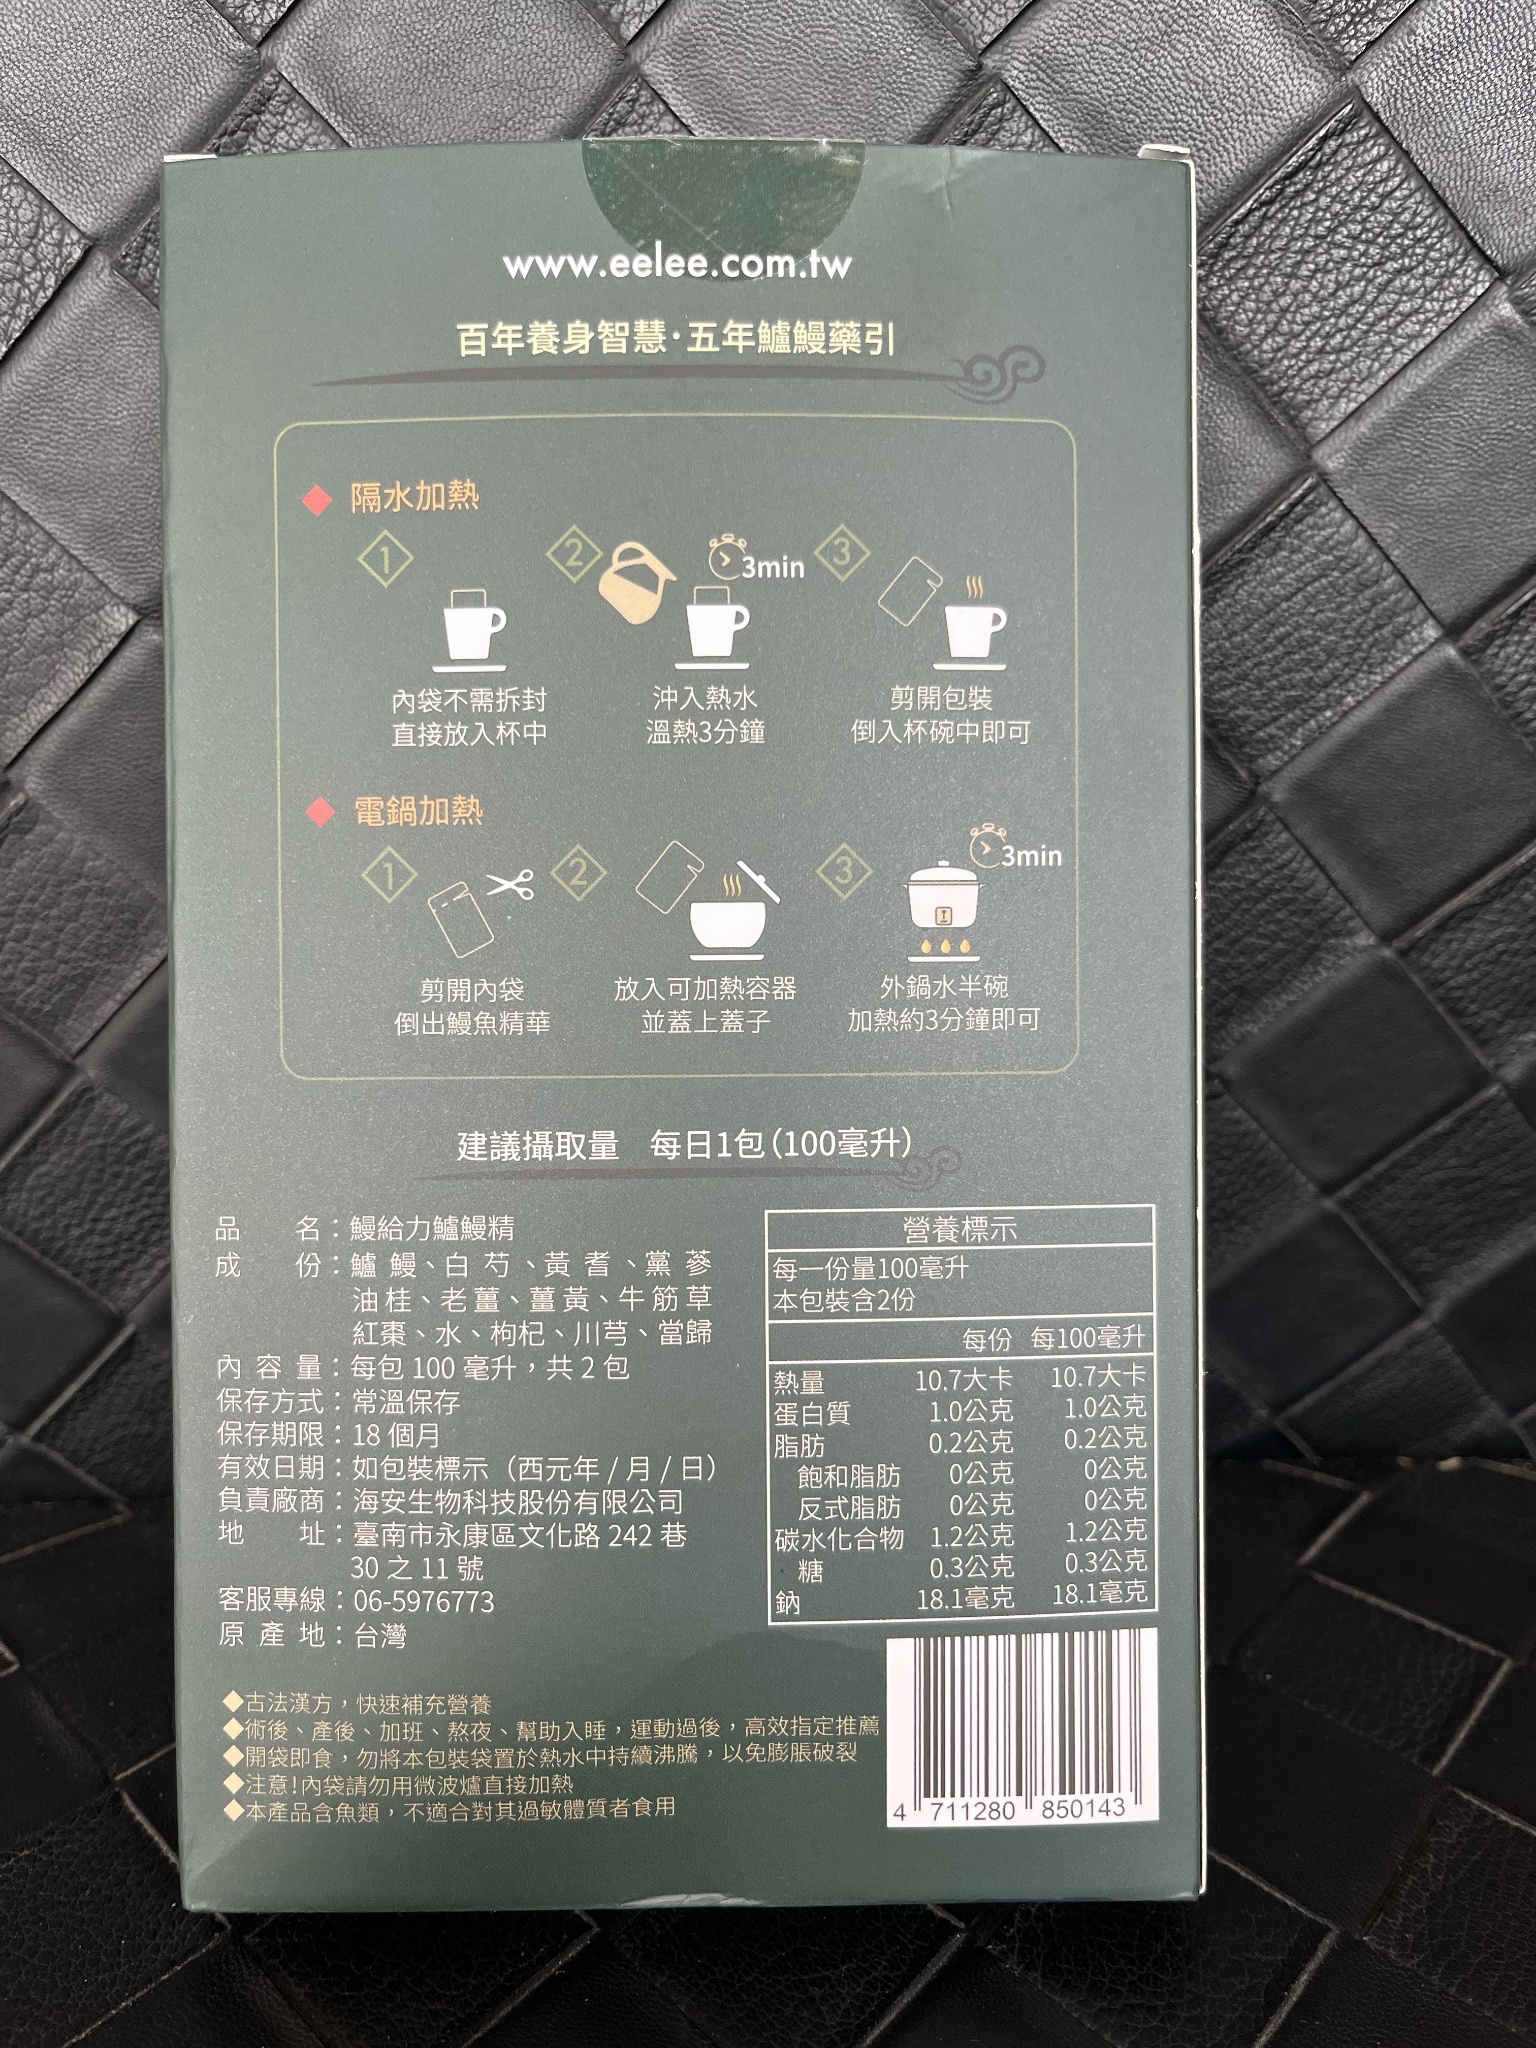 www.eelee.com.tw
百年養身智慧·五年鱸鰻藥引
◆ 隔水加熱
1
2
3min
3
內袋不需拆封
直接放入杯中
沖入熱水
溫熱3分鐘
剪開包裝
倒入杯碗中即可
◆ 電鍋加熱
1
2
3
3min
剪開內袋
倒出鰻魚精華
放入可加熱容器
並蓋上蓋子
外鍋水半碗
加熱約3分鐘即可
建議攝取量 每日1包(100毫升)
品名：鰻給力鱸鰻精
成份：鱸鰻、白芍、黃耆、黨蔘
油桂、老薑、薑黃、牛筋草
紅棗、水、枸杞、川芎、當歸
內容量：每包 100 毫升，共 2 包
保存方式：常溫保存
保存期限：18 個月
有效日期：如包裝標示（西元年 / 月 / 日）
負責廠商：海安生物科技股份有限公司
地址：臺南市永康區文化路 242 巷
30 之 11 號
客服專線：06-5976773
原產地：台灣
營養標示
每一份量100毫升
本包裝含2份
每份 每100毫升
熱量 10.7大卡 10.7大卡
蛋白質 1.0公克 1.0公克
脂肪 0.2公克 0.2公克
飽和脂肪 0公克 0公克
反式脂肪 0公克 0公克
碳水化合物 1.2公克 1.2公克
糖 0.3公克 0.3公克
鈉 18.1毫克 18.1毫克
◆古法漢方，快速補充營養
◆術後、產後、加班、熬夜、幫助入睡，運動過後，高效指定推薦
◆開袋即食，勿將本包裝袋置於熱水中持續沸騰，以免膨脹破裂
◆注意!內袋請勿用微波爐直接加熱
◆本產品含魚類，不適合對其過敏體質者食用
4 711280 850143